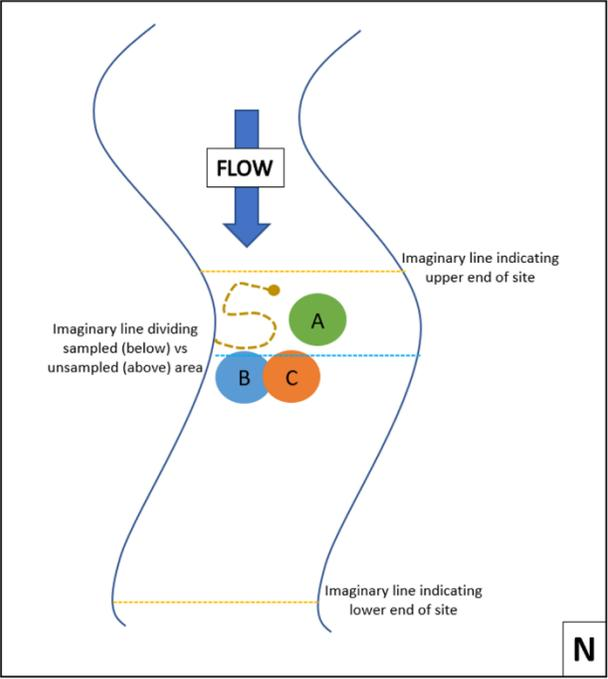 FLOW
Imaginary line indicating
upper end of site
A
Imaginary line dividing
sampled (below) vs
unsampled (above) area
B
C
Imaginary line indicating
lower end of site
N